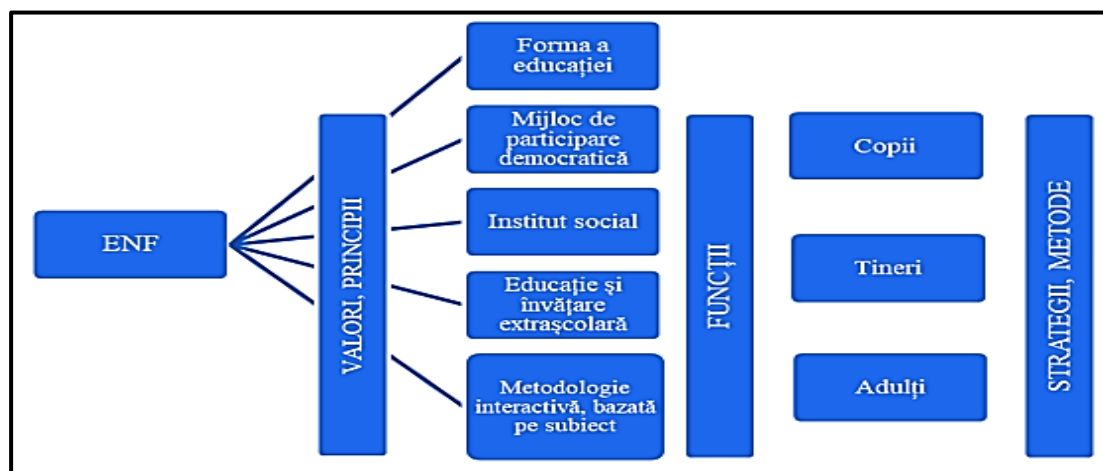 ENF
VALORI, PRINCIPII
Forma a
educației
Mijloc de
participare
democratică
Institut social
Educație și
învățare
extrașcolară
Metodologie
interactivă, bazată
pe subiect
FUNCȚII
Copii
Tineri
Adulți
STRATEGII, METODE